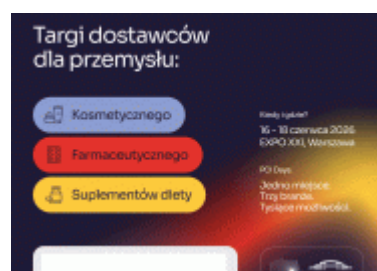 Targi dostawców
dla przemysłu:
Kosmetycznego
Farmaceutycznego
Suplementów diety
Kiedy i gdzie?
16 - 18 czerwca 2026
EXPO XXI, Warszawa
PCI Days
Jedno miejsce.
Trzy branże.
Tysiące możliwości.